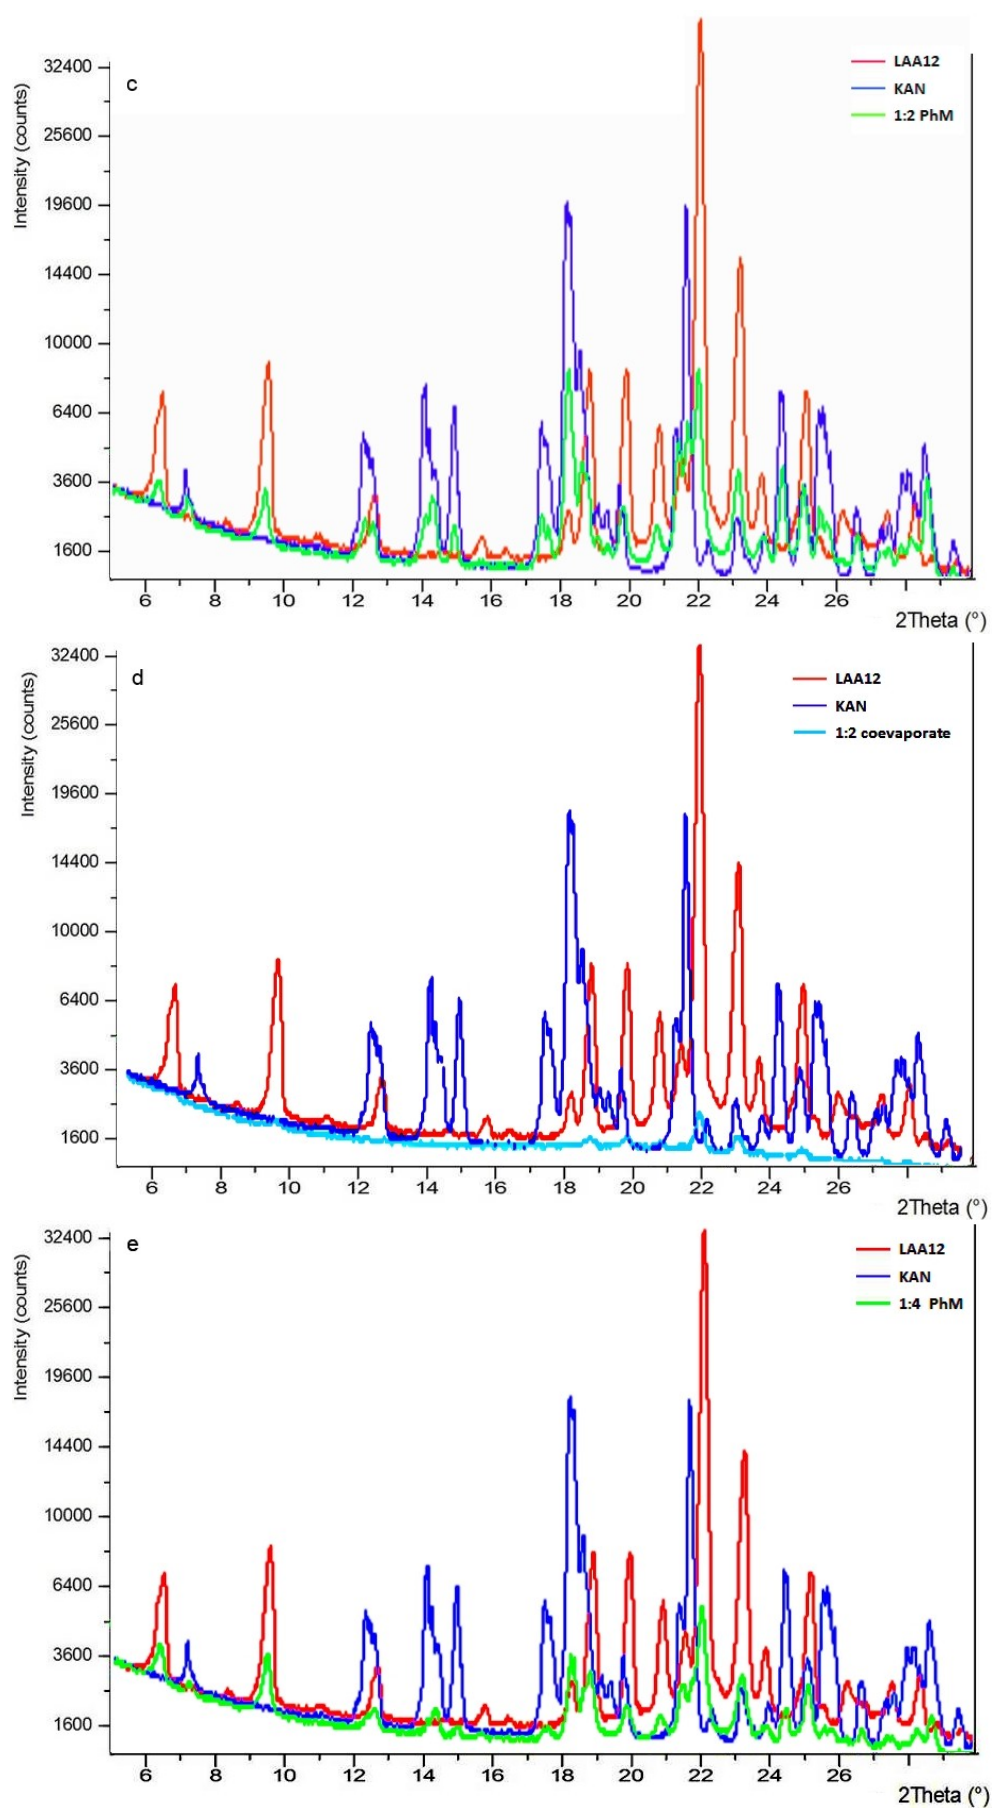 c
Intensity (counts)
32400
25600
19600
14400
10000
6400
3600
1600
LAA12
KAN
1:2 PhM
6 8 10 12 14 16 18 20 22 24 26
2Theta (°)
d
Intensity (counts)
32400
25600
19600
14400
10000
6400
3600
1600
LAA12
KAN
1:2 coevaporate
6 8 10 12 14 16 18 20 22 24 26
2Theta (°)
e
Intensity (counts)
32400
25600
19600
14400
10000
6400
3600
1600
LAA12
KAN
1:4 PhM
6 8 10 12 14 16 18 20 22 24 26
2Theta (°)